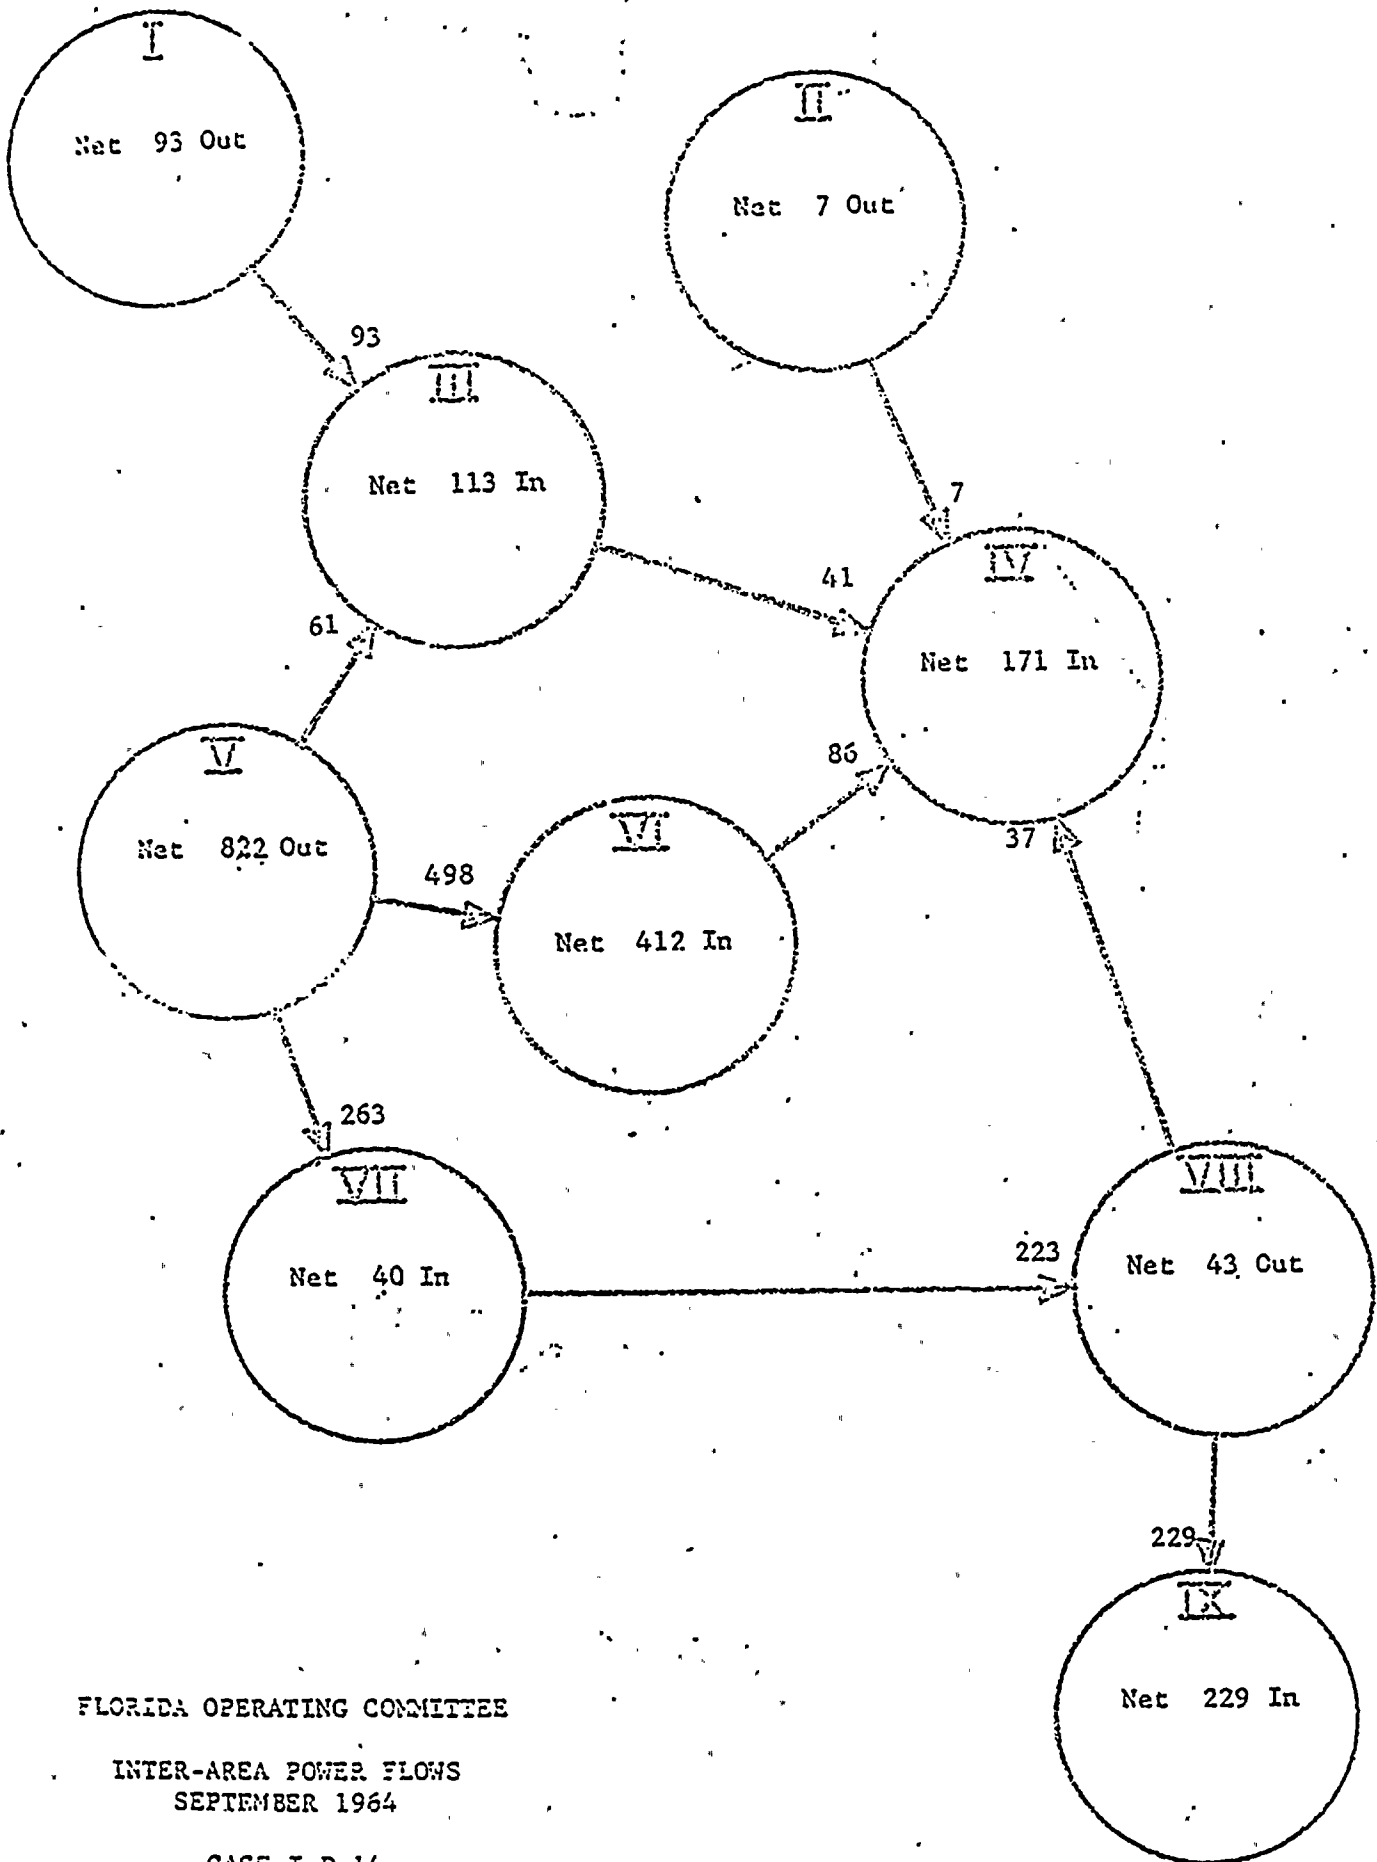 I
Net 93 Out
II
Net 7 Out
93
III
Net 113 In
7
41
IV
Net 171 In
61
V
Net 822 Out
86
37
498
VI
Net 412 In
263
VII
Net 40 In
223
VIII
Net 43 Out
229
IX
Net 229 In
FLORIDA OPERATING COMMITTEE
INTER-AREA POWER FLOWS
SEPTEMBER 1964